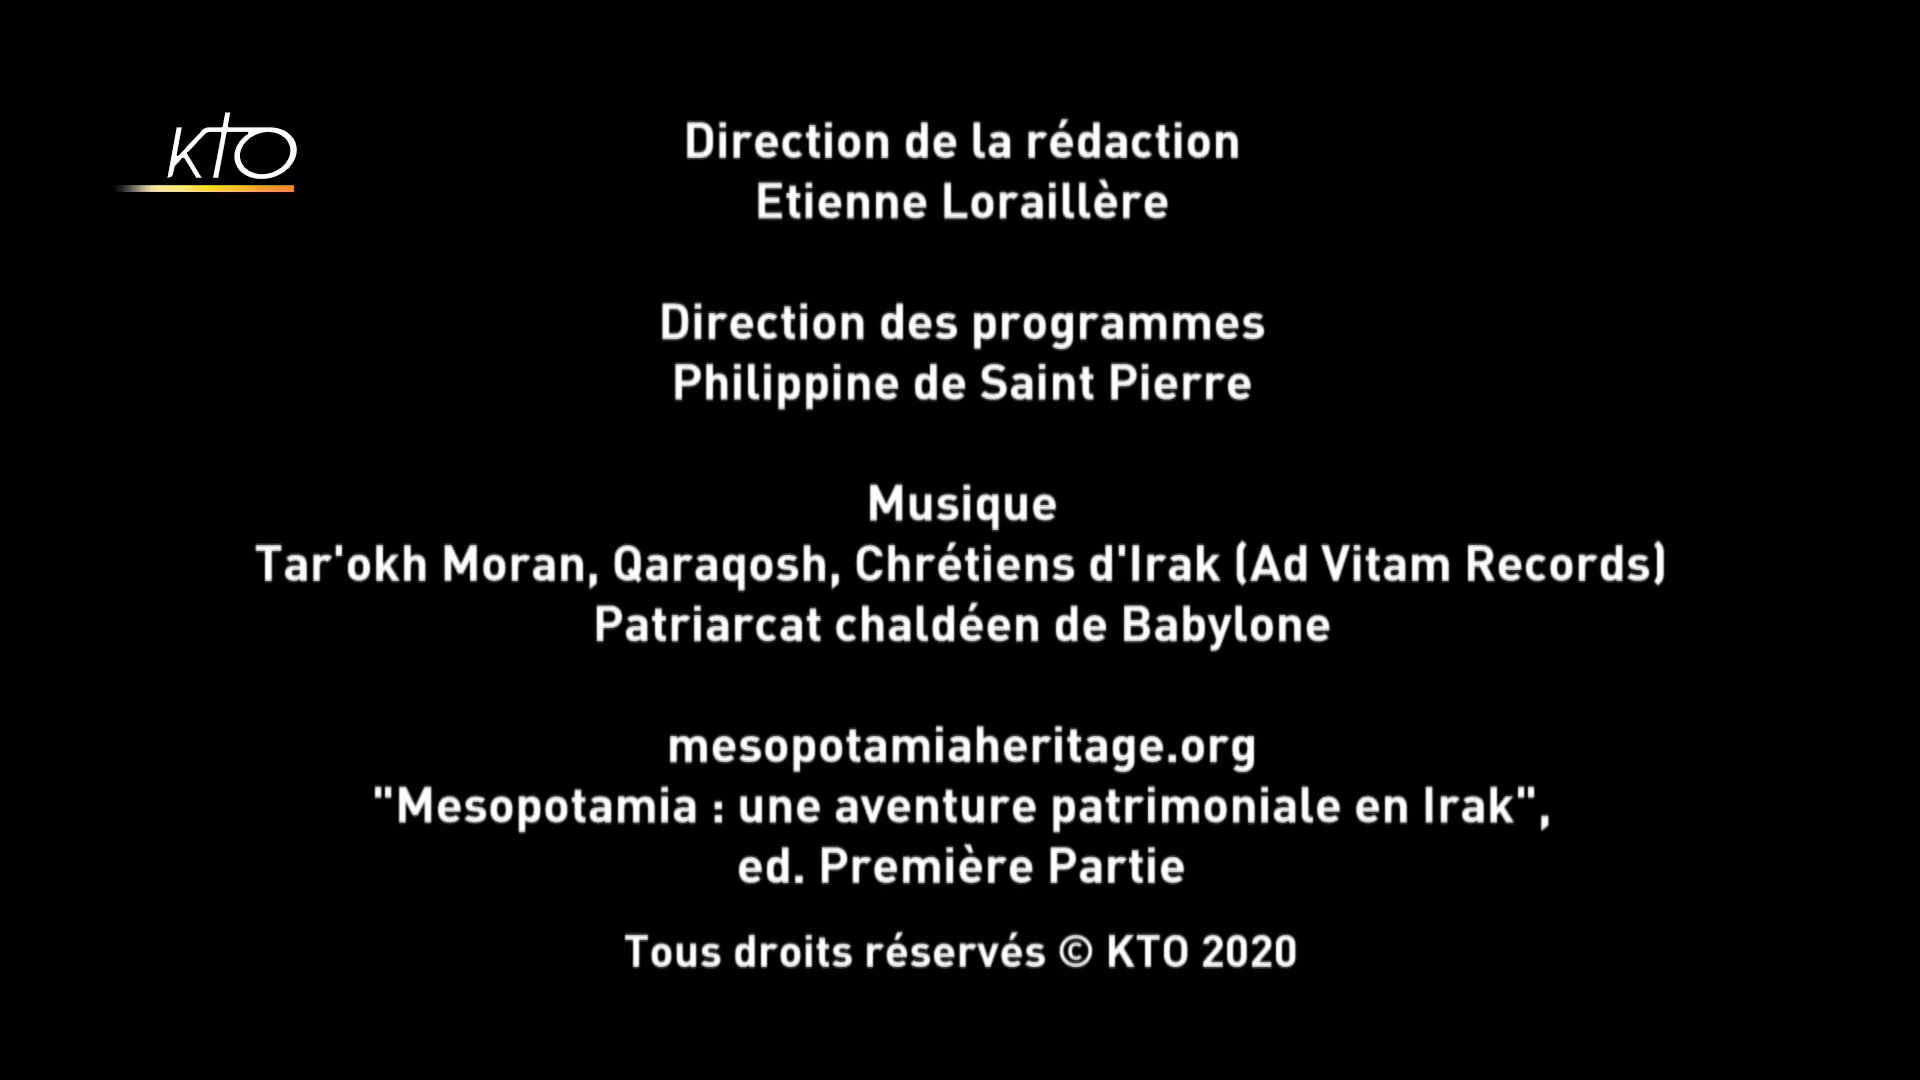 KTO
Direction de la rédaction
Etienne Loraillère
Direction des programmes
Philippine de Saint Pierre
Musique
Tar'okh Moran, Qaraqosh, Chrétiens d'Irak (Ad Vitam Records)
Patriarcat chaldéen de Babylone
mesopotamiaheritage.org
"Mesopotamia : une aventure patrimoniale en Irak",
ed. Première Partie
Tous droits réservés © KTO 2020